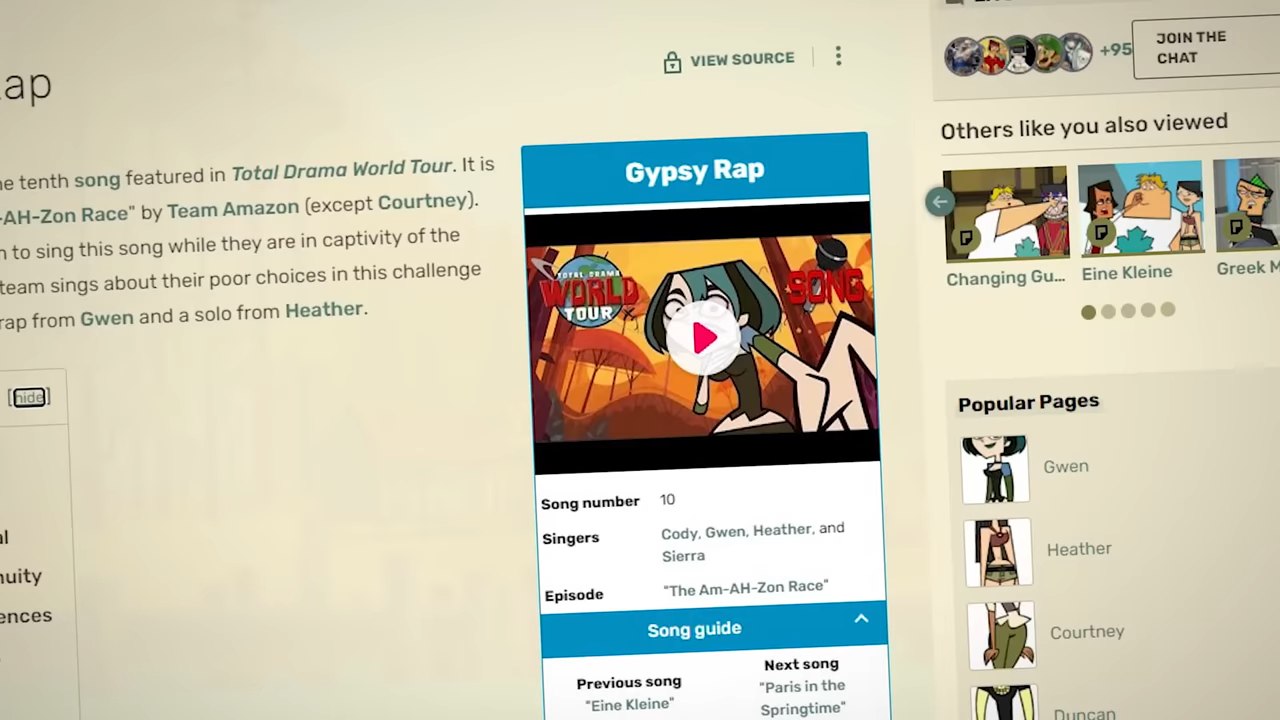 VIEW SOURCE
+95
JOIN THE
CHAT
ap
Others like you also viewed
Changing Gu...
Eine Kleine
Greek M
e tenth song featured in Total Drama World Tour. It is
-AH-Zon Race" by Team Amazon (except Courtney).
n to sing this song while they are in captivity of the
team sings about their poor choices in this challenge
rap from Gwen and a solo from Heather.
[hide]
al
nuity
ences
Gypsy Rap
TOTAL DRAMA
WORLD
TOUR
SONG
Song number 10
Singers Cody, Gwen, Heather, and
Sierra
Episode "The Am-AH-Zon Race"
Song guide
Previous song
"Eine Kleine"
Next song
"Paris in the
Springtime"
Popular Pages
Gwen
Heather
Courtney
Duncan